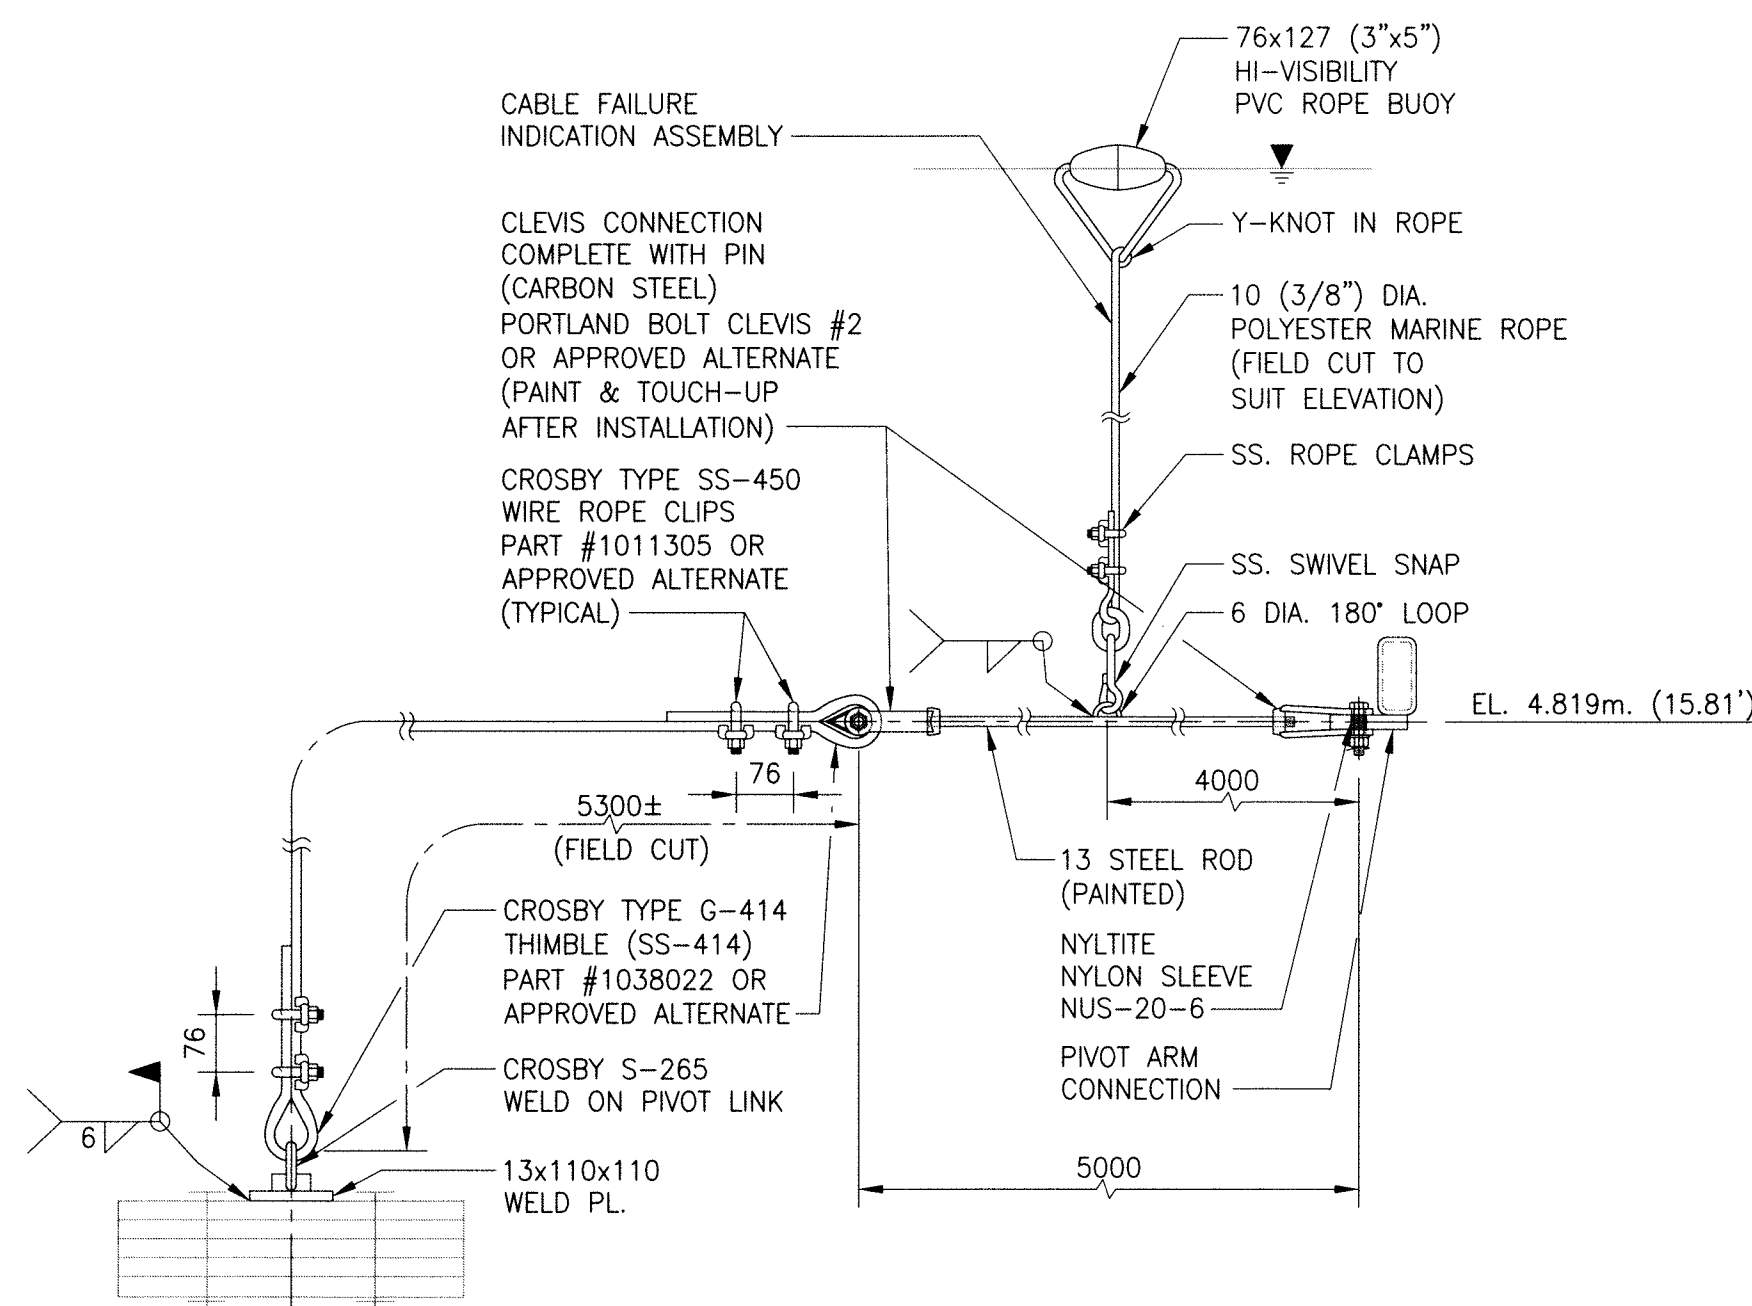 76x127 (3"x5")
HI-VISIBILITY
PVC ROPE BUOY
CABLE FAILURE
INDICATION ASSEMBLY
CLEVIS CONNECTION
COMPLETE WITH PIN
(CARBON STEEL)
PORTLAND BOLT CLEVIS #2
OR APPROVED ALTERNATE
(PAINT & TOUCH-UP
AFTER INSTALLATION)
Y-KNOT IN ROPE
10 (3/8") DIA.
POLYESTER MARINE ROPE
(FIELD CUT TO
SUIT ELEVATION)
SS. ROPE CLAMPS
CROSBY TYPE SS-450
WIRE ROPE CLIPS
PART #1011305 OR
APPROVED ALTERNATE
(TYPICAL)
SS. SWIVEL SNAP
6 DIA. 180° LOOP
EL. 4.819m. (15.81')
76
4000
5300±
(FIELD CUT)
13 STEEL ROD
(PAINTED)
CROSBY TYPE G-414
THIMBLE (SS-414)
PART #1038022 OR
APPROVED ALTERNATE
NYLTITE
NYLON SLEEVE
NUS-20-6
76
CROSBY S-265
WELD ON PIVOT LINK
PIVOT ARM
CONNECTION
6
13x110x110
WELD PL.
5000